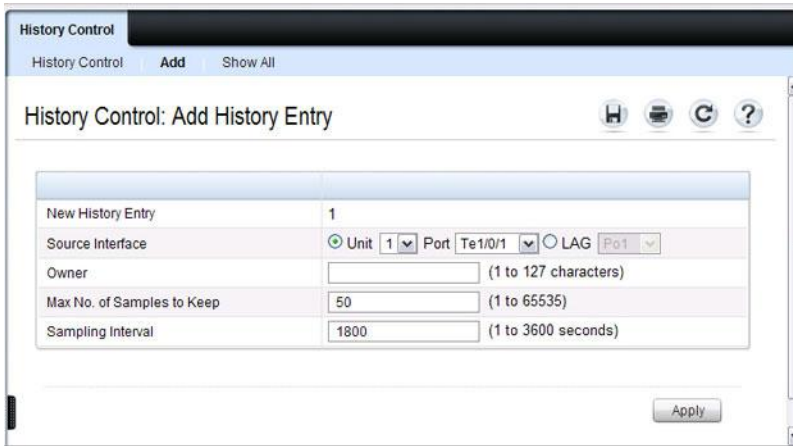 History Control
History Control Add Show All
History Control: Add History Entry
New History Entry 1
Source Interface Unit 1 Port Te1/0/1 LAG Po1
Owner (1 to 127 characters)
Max No. of Samples to Keep 50 (1 to 65535)
Sampling Interval 1800 (1 to 3600 seconds)
Apply